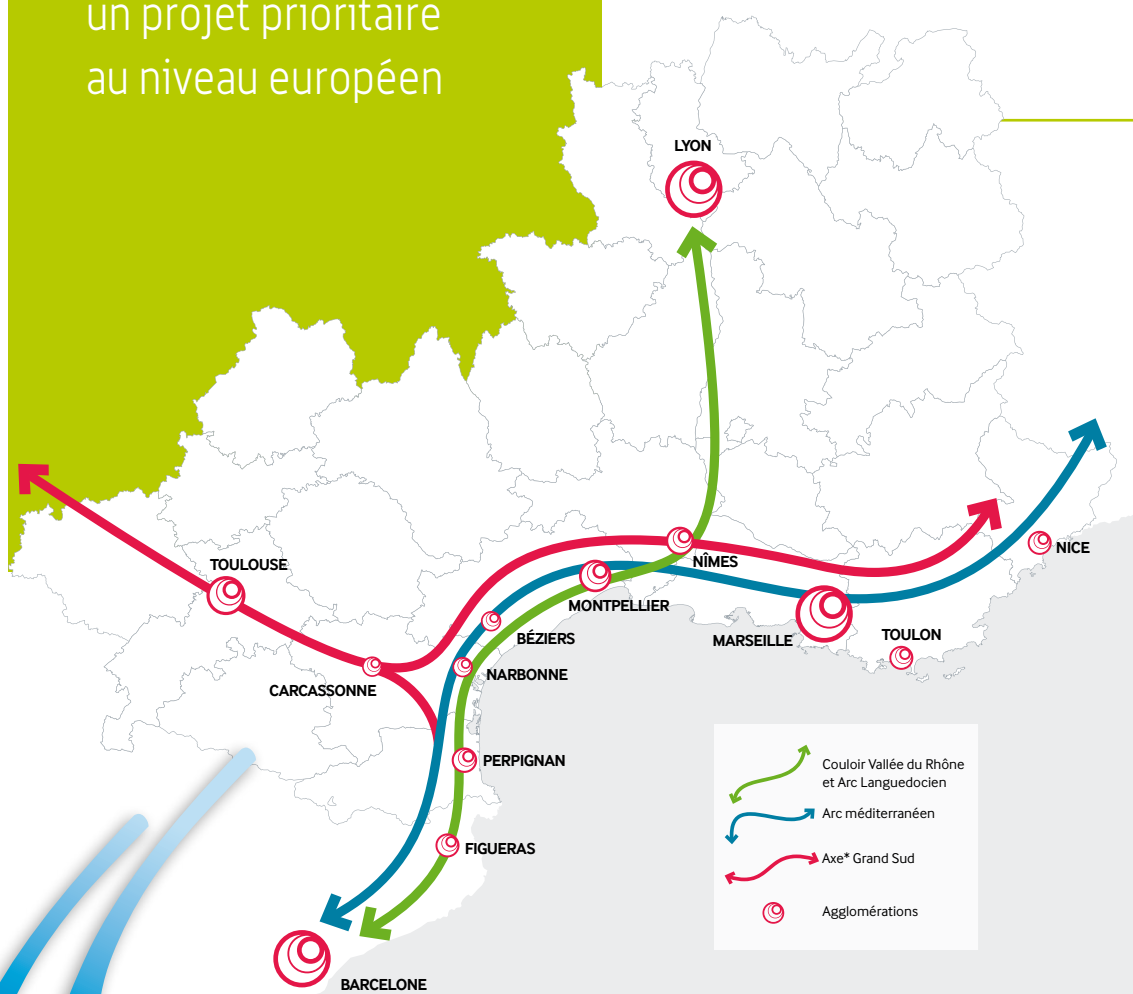 un projet prioritaire
au niveau européen
LYON
TOULOUSE
NÎMES
NICE
MONTPELLIER
BÉZIERS
MARSEILLE
TOULON
NARBONNE
CARCASSONNE
PERPIGNAN
FIGUERAS
BARCELONE
Couloir Vallée du Rhône
et Arc Languedocien
Arc méditerranéen
Axe* Grand Sud
Agglomérations